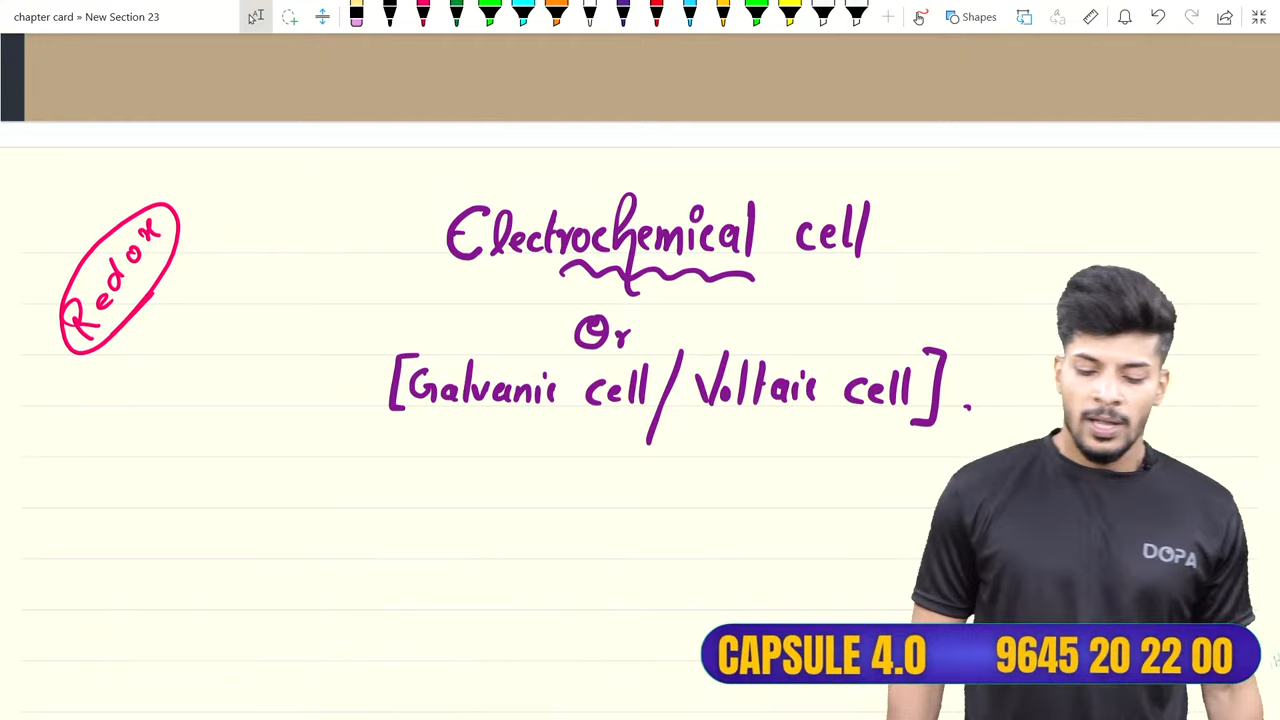 chapter card » New Section 23
Shapes
Redox
Electrochemical cell
Or
[Galvanic cell / Voltaic cell].
DOPA
CAPSULE 4.0 9645 20 22 00